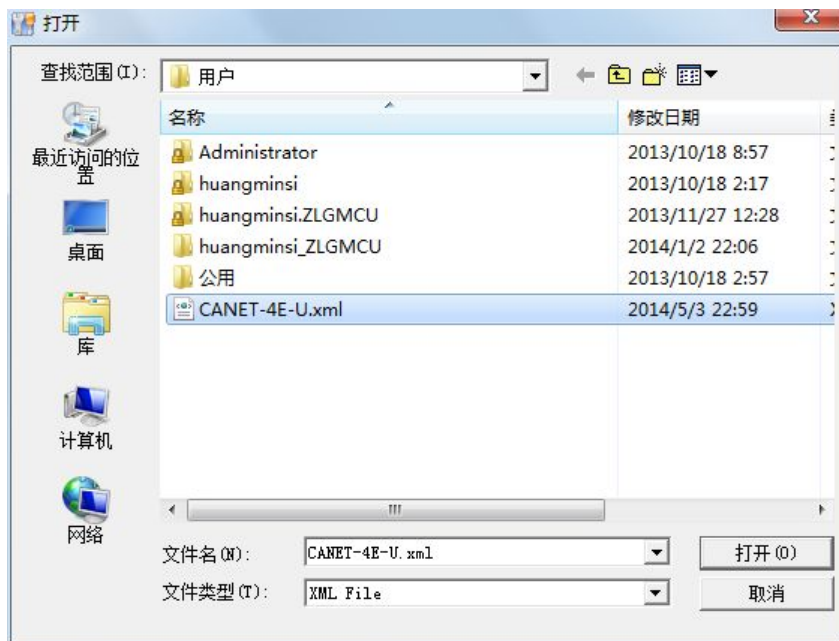 打开
查找范围(I):
用户
名称
修改日期
最近访问的位置
桌面
库
计算机
网络
Administrator
2013/10/18 8:57
huangminsi
2013/10/18 2:17
huangminsi.ZLGMCU
2013/11/27 12:28
huangminsi_ZLGMCU
2014/1/2 22:06
公用
2013/10/18 2:57
CANET-4E-U.xml
2014/5/3 22:59
文件名(N):
CANET-4E-U.xml
打开(O)
文件类型(T):
XML File
取消